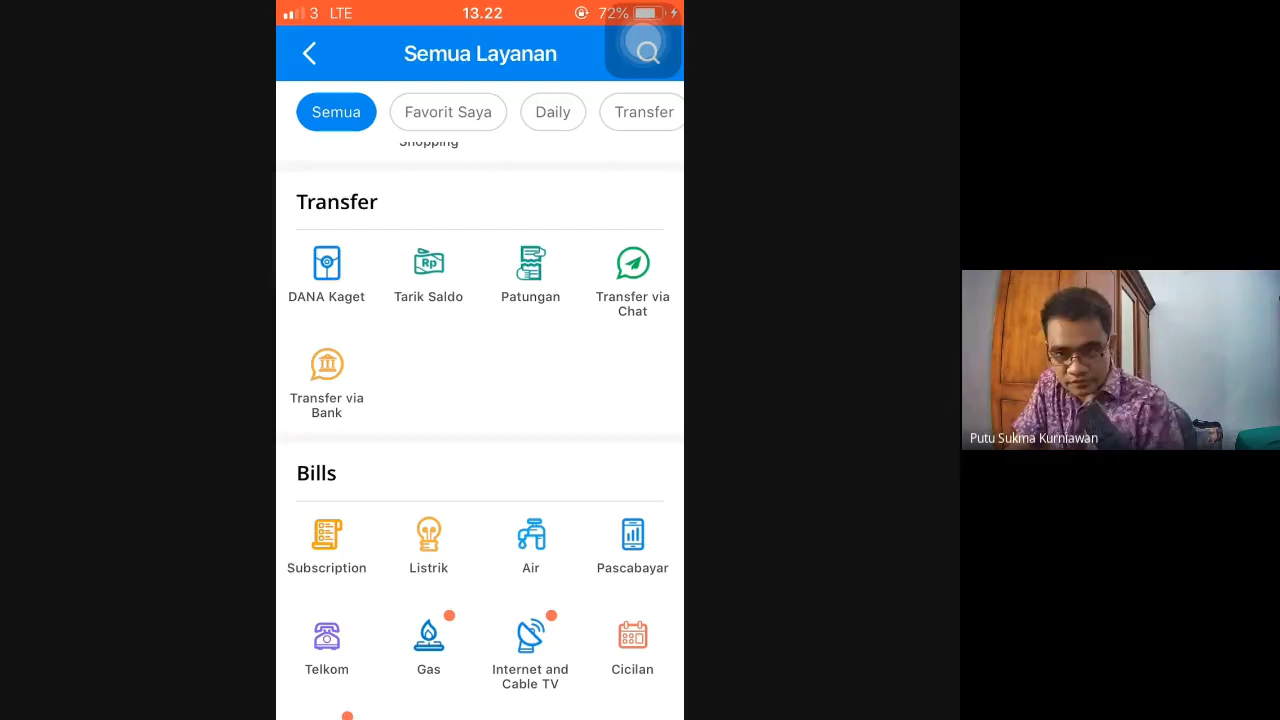 3 LTE
13.22
72%
Semua Layanan
Semua
Favorit Saya
Daily
Transfer
Shopping
Transfer
DANA Kaget
Tarik Saldo
Rp
Patungan
Transfer via
Chat
Transfer via
Bank
Bills
Subscription
Listrik
Air
Pascabayar
Telkom
Gas
Internet and
Cable TV
Cicilan
Putu Sukma Kurniawan